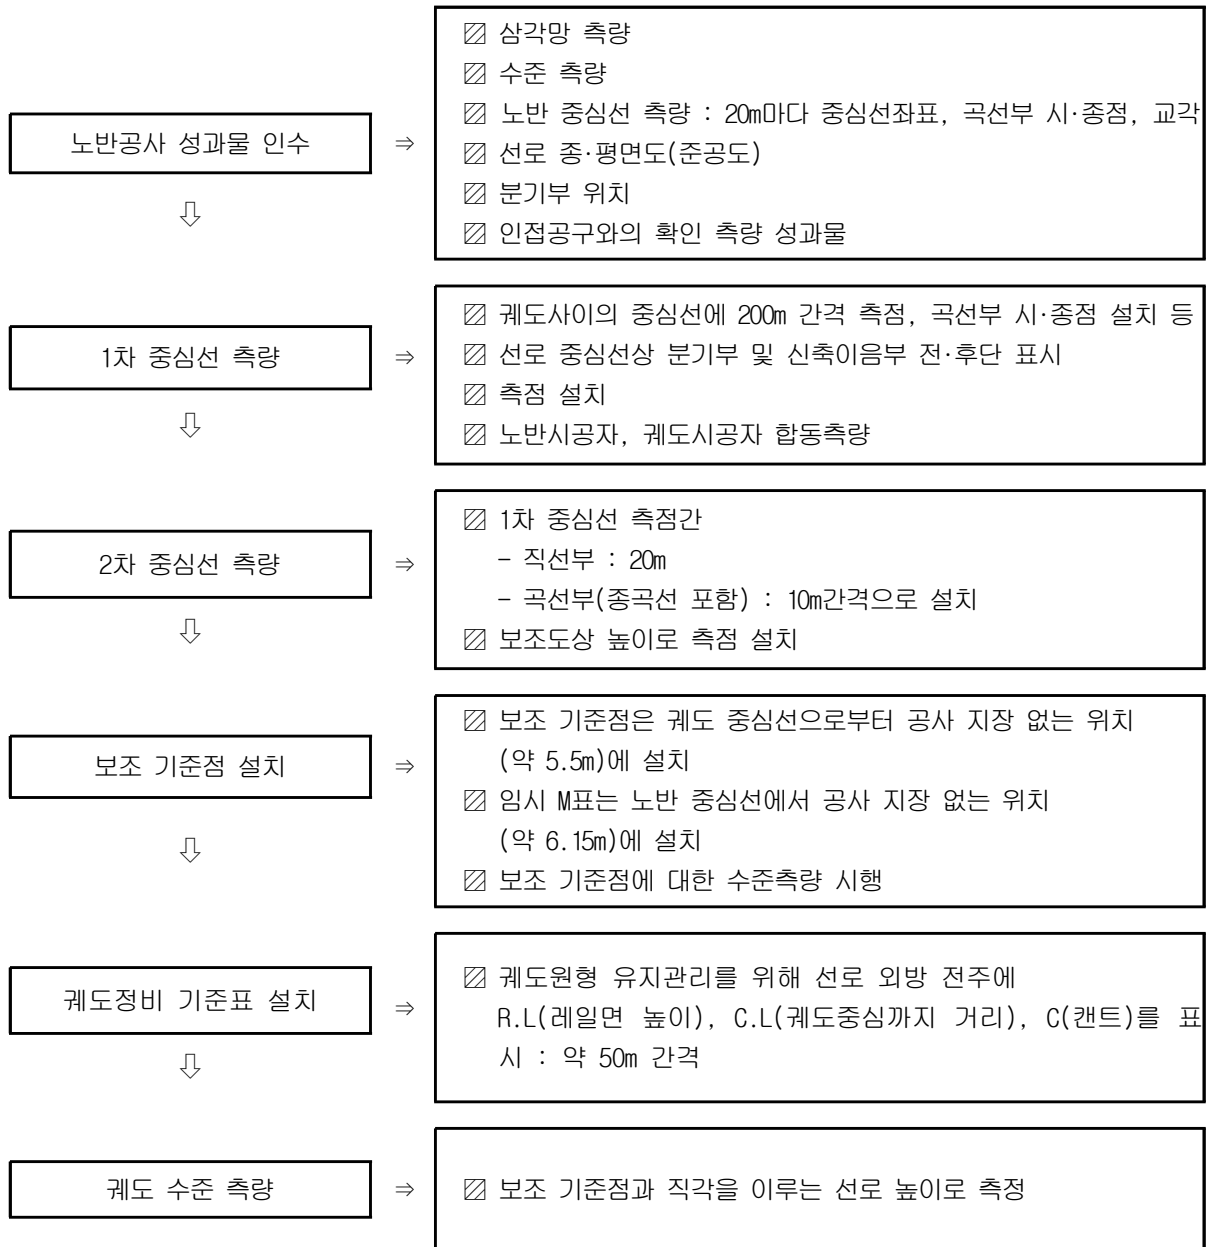 노반공사 성과물 인수
⇒
▨ 삼각망 측량
▨ 수준 측량
▨ 노반 중심선 측량 : 20m마다 중심선좌표, 곡선부 시·종점, 교각
▨ 선로 종·평면도(준공도)
▨ 분기부 위치
▨ 인접공구와의 확인 측량 성과물
⇩
1차 중심선 측량
⇒
▨ 궤도사이의 중심선에 200m 간격 측점, 곡선부 시·종점 설치 등
▨ 선로 중심선상 분기부 및 신축이음부 전·후단 표시
▨ 측점 설치
▨ 노반시공자, 궤도시공자 합동측량
⇩
2차 중심선 측량
⇒
▨ 1차 중심선 측점간
- 직선부 : 20m
- 곡선부(종곡선 포함) : 10m간격으로 설치
▨ 보조도상 높이로 측점 설치
⇩
보조 기준점 설치
⇒
▨ 보조 기준점은 궤도 중심선으로부터 공사 지장 없는 위치
(약 5.5m)에 설치
▨ 임시 M표는 노반 중심선에서 공사 지장 없는 위치
(약 6.15m)에 설치
▨ 보조 기준점에 대한 수준측량 시행
⇩
궤도정비 기준표 설치
⇒
▨ 궤도원형 유지관리를 위해 선로 외방 전주에
R.L(레일면 높이), C.L(궤도중심까지 거리), C(캔트)를 표
시 : 약 50m 간격
⇩
궤도 수준 측량
⇒
▨ 보조 기준점과 직각을 이루는 선로 높이로 측정